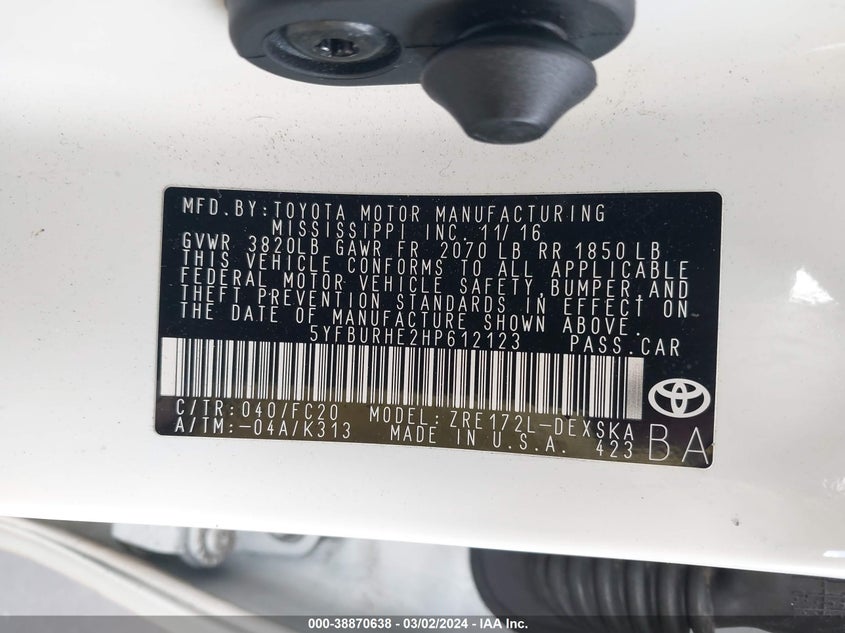 MFD.BY:TOYOTA MOTOR MANUFACTURING
MISSISSIPPI INC. 11/16
GVWR 3820LB GAWR FR 2070 LB RR 1850 LB
THIS VEHICLE CONFORMS TO ALL APPLICABLE
FEDERAL MOTOR VEHICLE SAFETY,BUMPER,AND
THEFT PREVENTION STANDARDS IN EFFECT ON
THE DATE OF MANUFACTURE SHOWN ABOVE.
5YFBURHE2HP612123 PASS.CAR
C/TR: 040/FC20 MODEL: ZRE172L-DEXSKA
A/TM:-04A/K313 MADE IN U.S.A. 423 BA
000-38870638 - 03/02/2024 - IAA Inc.